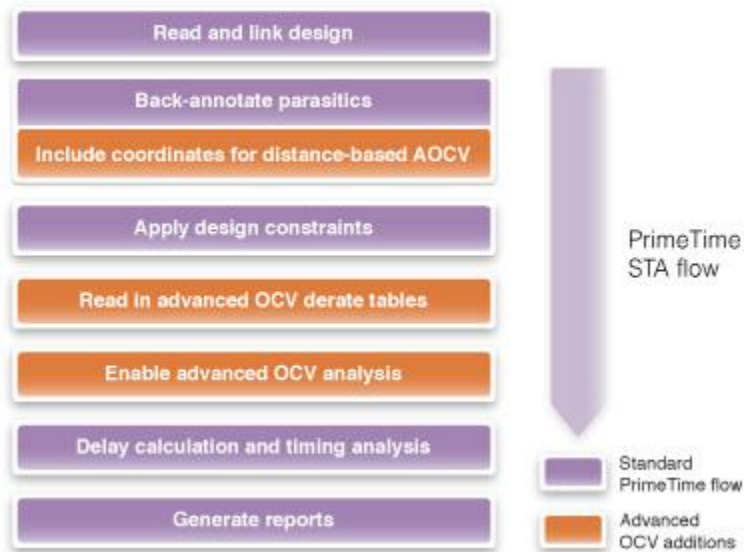 Read and link design
Back-annotate parasitics
Include coordinates for distance-based AOCV
Apply design constraints
Read in advanced OCV derate tables
Enable advanced OCV analysis
Delay calculation and timing analysis
Generate reports
PrimeTime
STA flow
Standard
PrimeTime flow
Advanced
OCV additions